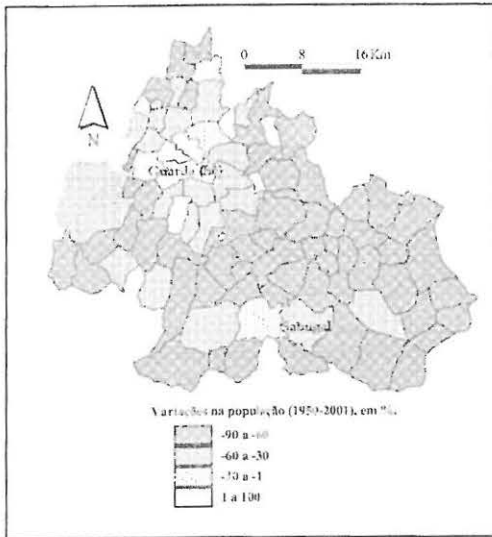 0 8 16 Km
N
Guarda
Sabugal
Variações na população (1950-2001), em %.
-90 a -60
-60 a -30
-30 a -1
1 a 100